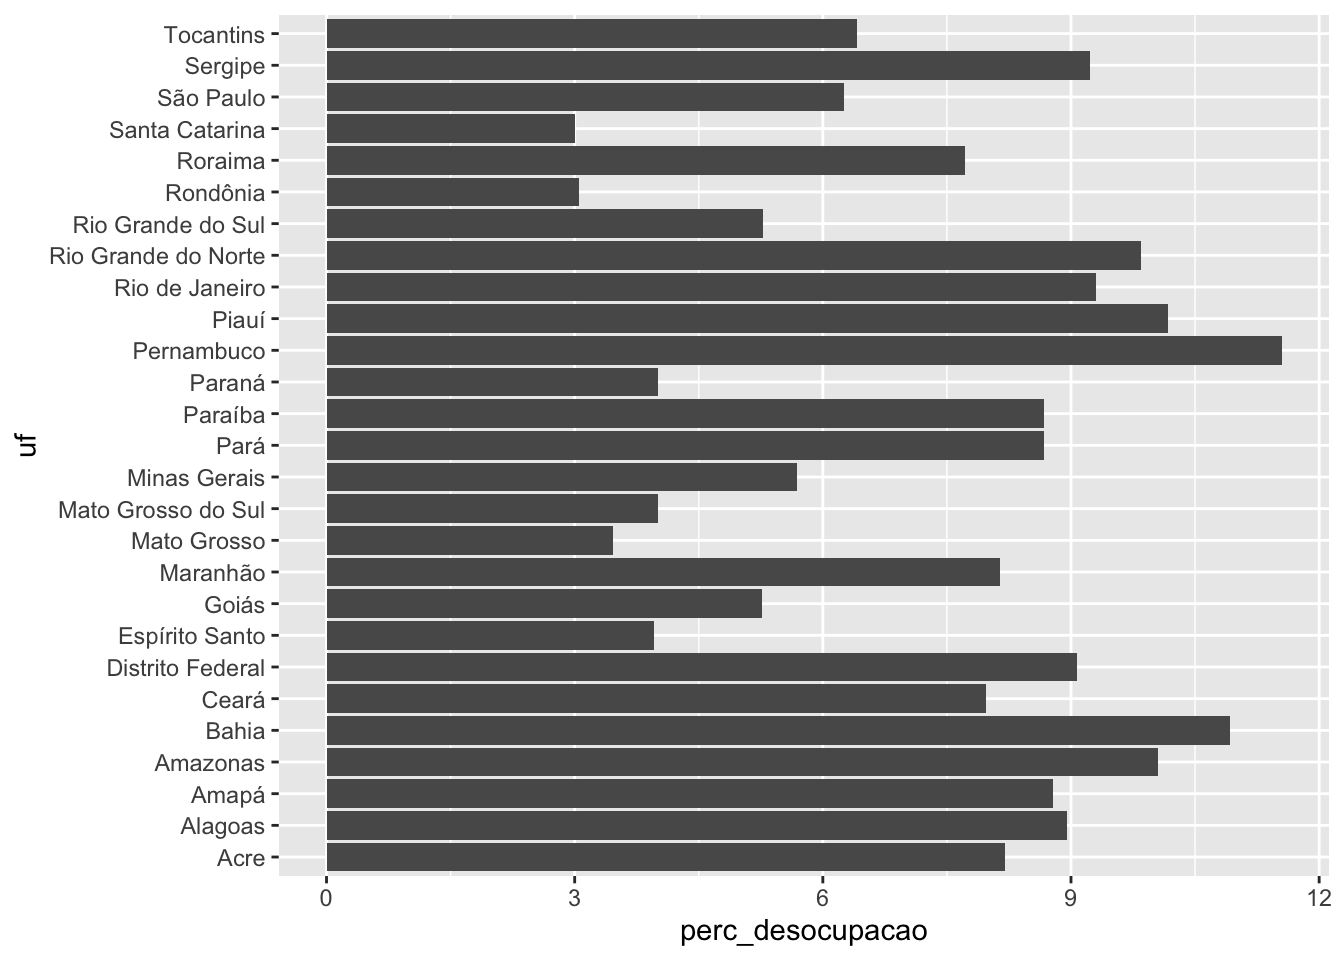 Tocantins
Sergipe
São Paulo
Santa Catarina
Roraima
Rondônia
Rio Grande do Sul
Rio Grande do Norte
Rio de Janeiro
Piauí
Pernambuco
Paraná
Paraíba
Pará
Minas Gerais
Mato Grosso do Sul
Mato Grosso
Maranhão
Goiás
Espírito Santo
Distrito Federal
Ceará
Bahia
Amazonas
Amapá
Alagoas
Acre
uf
0 3 6 9 12
perc_desocupacao